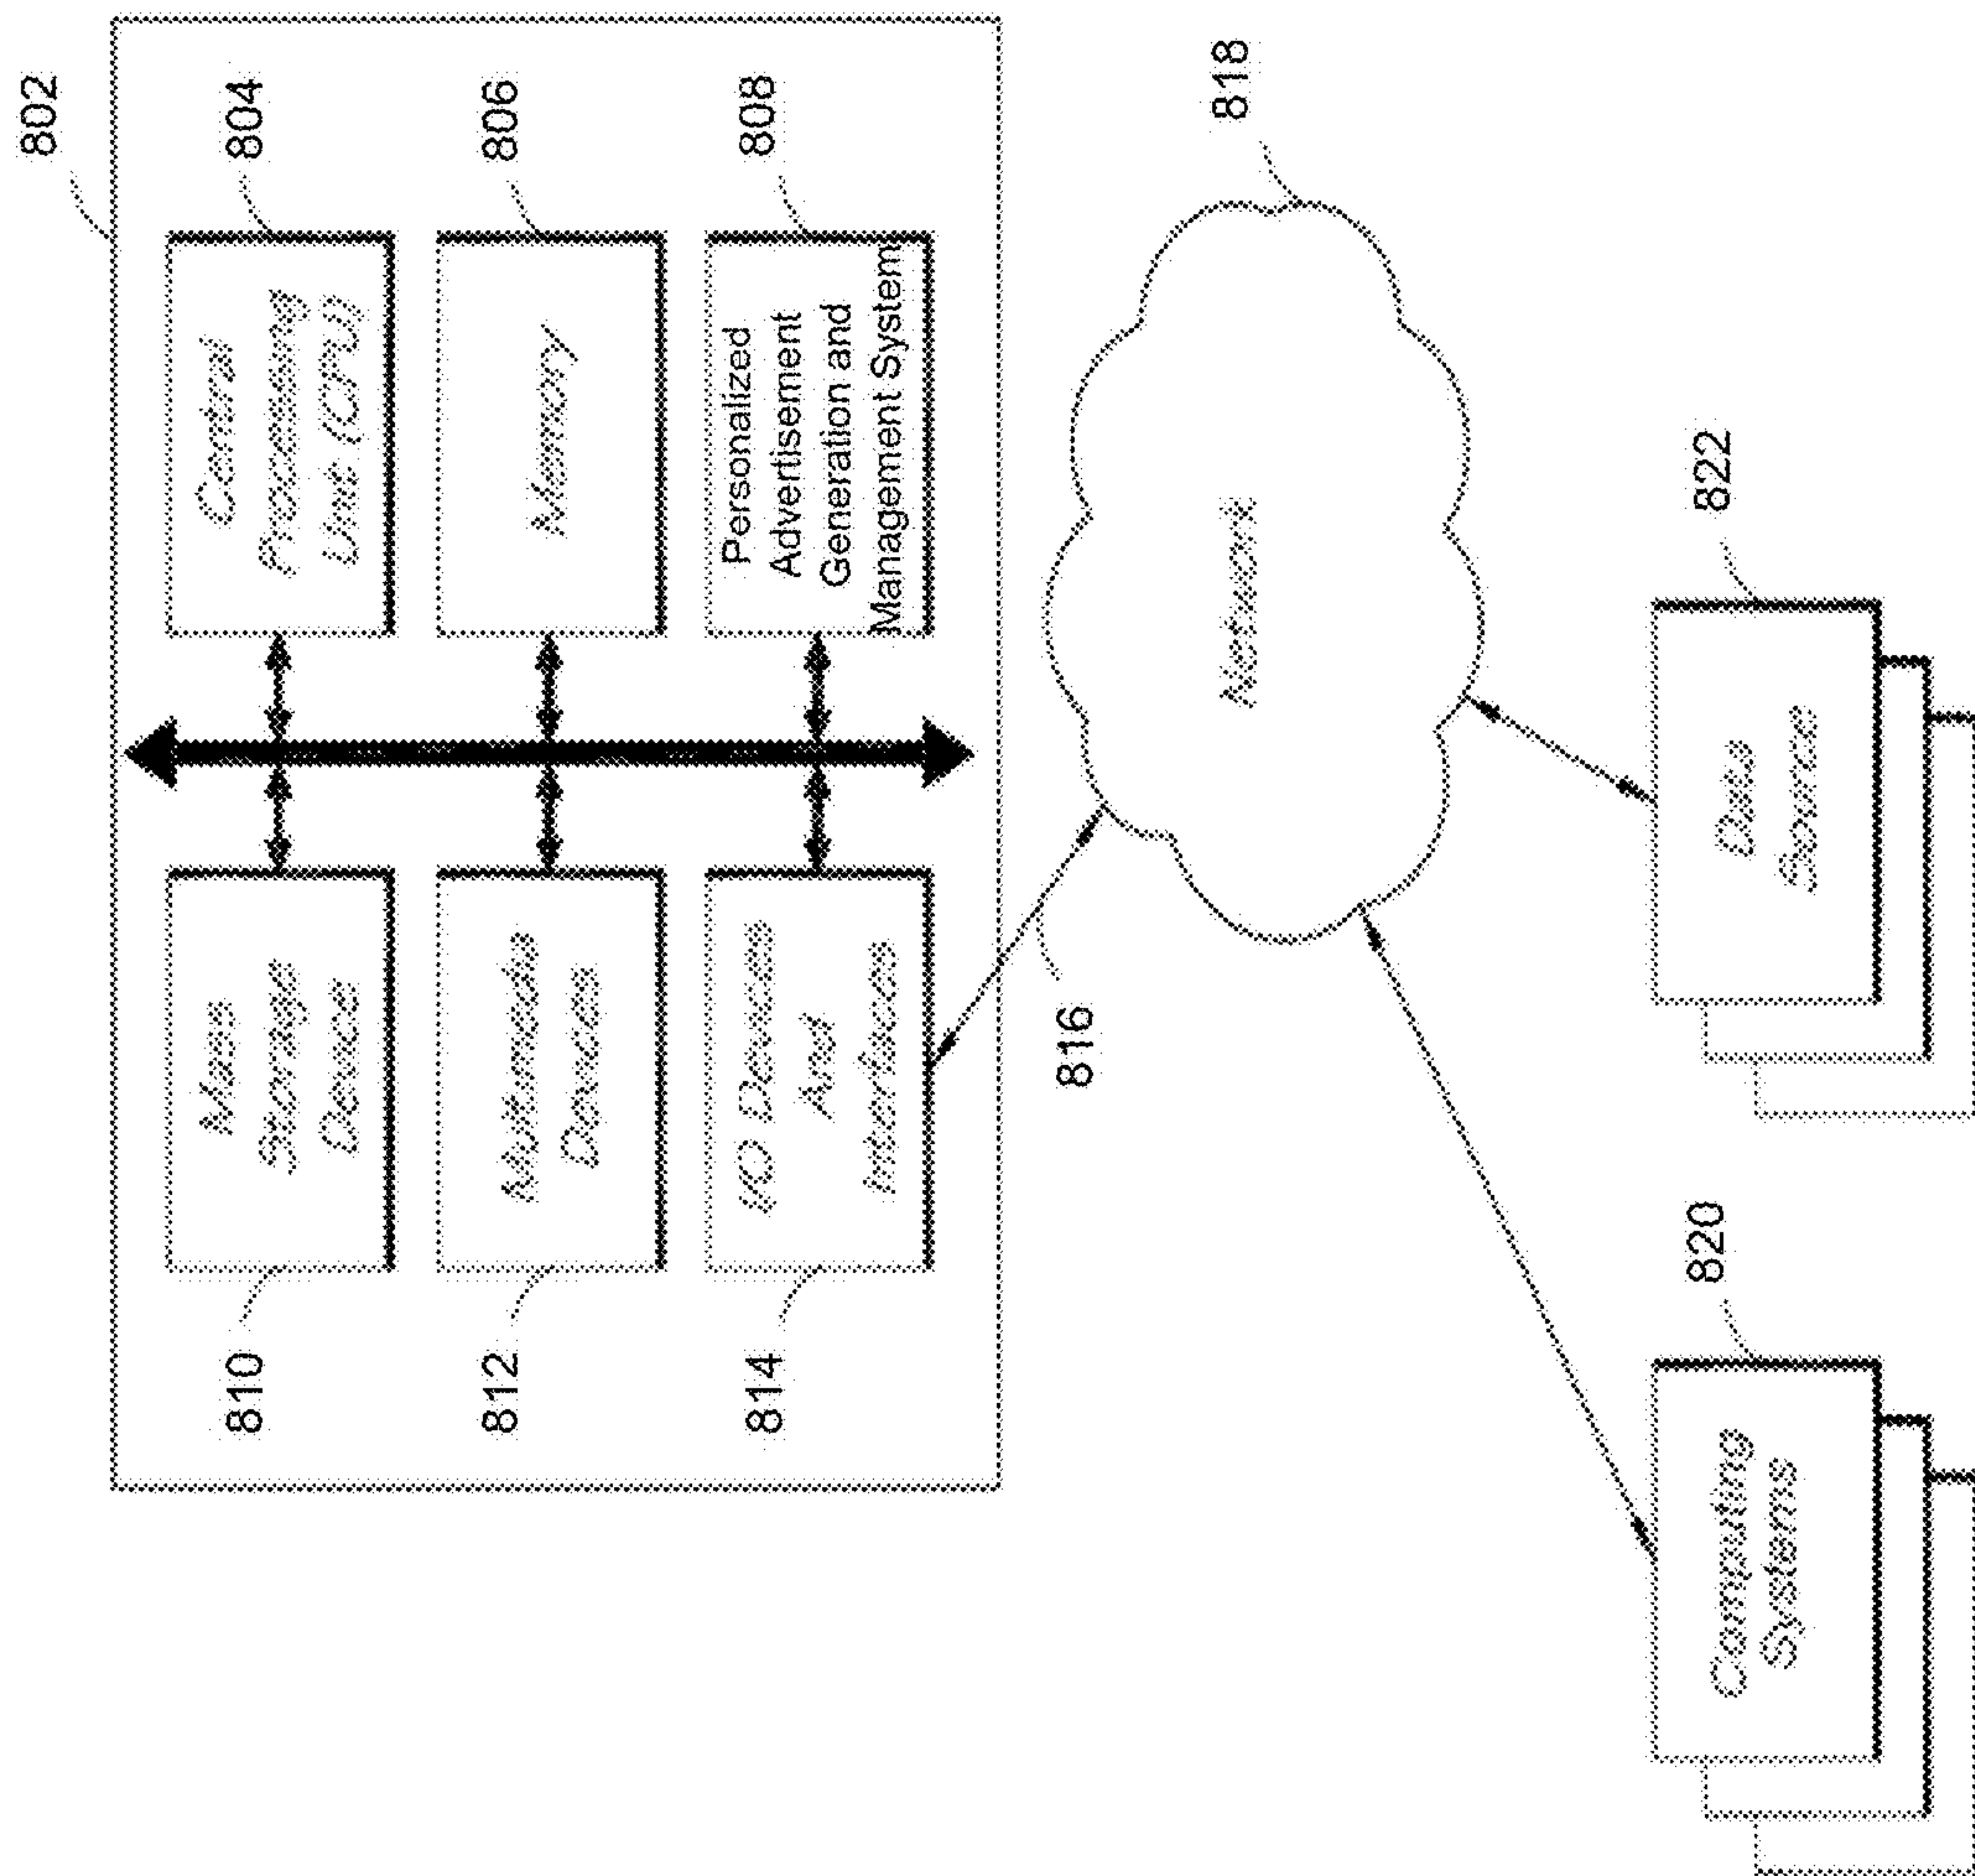 802
810
Mass
Storage
Device
Central
Processing
Unit (CPU)
804
812
Multimedia
Devices
Memory
806
814
I/O Devices
And
Interfaces
Personalized
Advertisement
Generation and
Management System
808
816
Network
818
820
Computing
Systems
822
Data
Sources